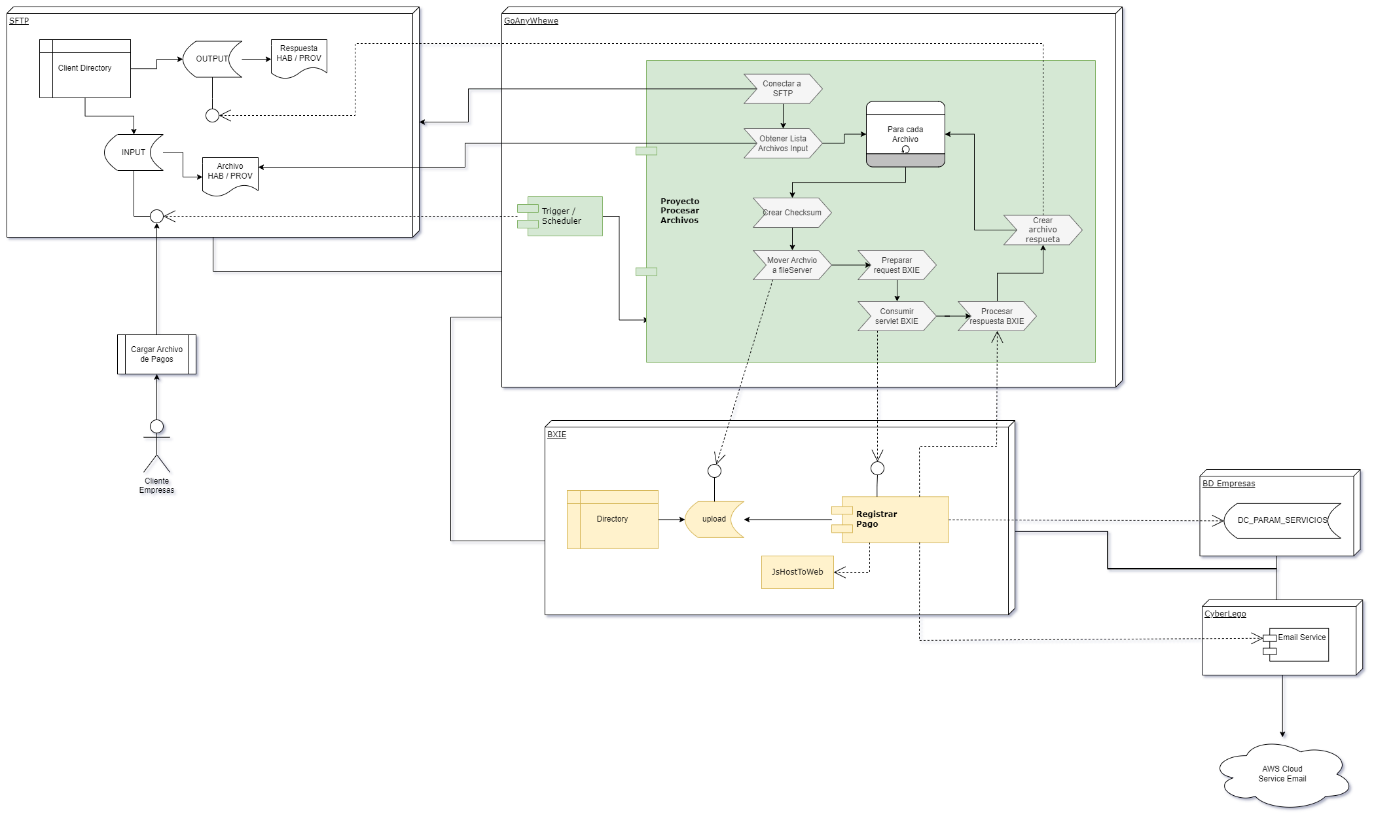 SFTP
Client Directory
OUTPUT
Respuesta
HAB / PROV
INPUT
Archivo
HAB / PROV
Cargar Archivo
de Pagos
Cliente
Empresas
GoAnyWhewe
Trigger /
Scheduler
Proyecto
Procesar
Archivos
Conectar a
SFTP
Obtener Lista
Archivos Input
Para cada
Archivo
Crear Checksum
Mover Archvio
a fileServer
Preparar
request BXIE
Consumir
servlet BXIE
Procesar
respuesta BXIE
Crear
archivo
respueta
BXIE
Directory
upload
Registrar
Pago
JsHostToWeb
BD Empresas
DC_PARAM_SERVICIOS
CyberLego
Email Service
AWS Cloud
Service Email